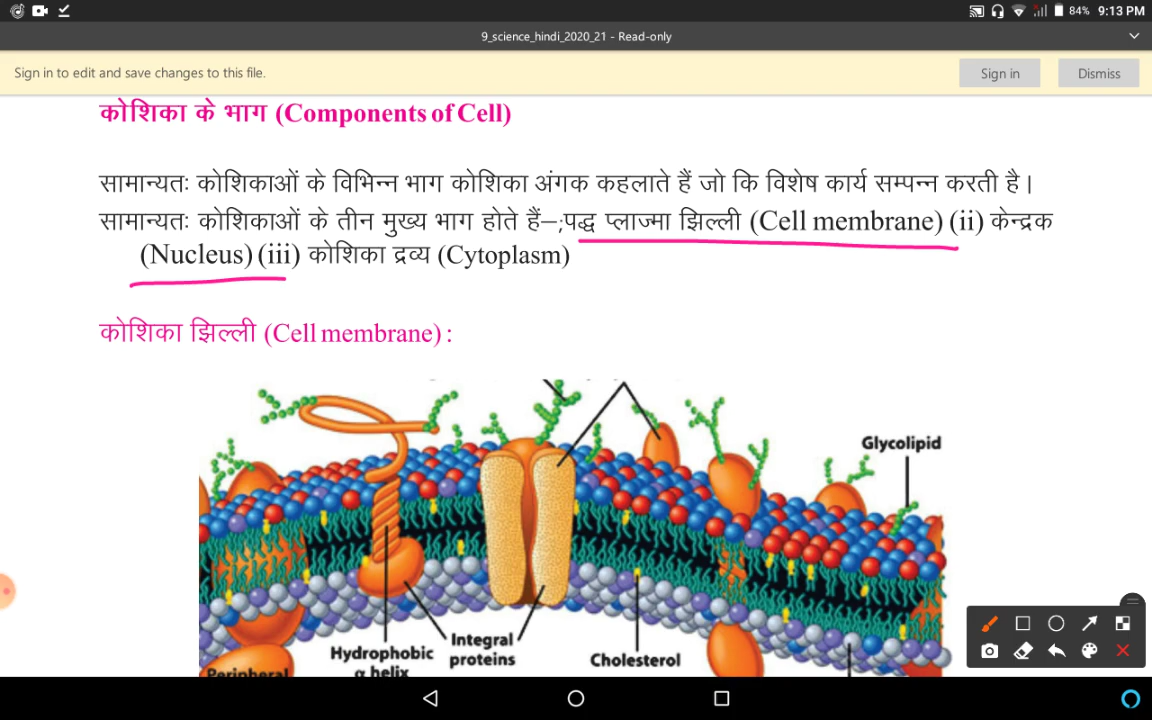 84% 9:13 PM
9_science_hindi_2020_21 - Read-only
Sign in to edit and save changes to this file.
Sign in
Dismiss
कोशिका के भाग (Components of Cell)
सामान्यतः कोशिकाओं के विभिन्न भाग कोशिका अंगक कहलाते हैं जो कि विशेष कार्य सम्पन्न करती है।
सामान्यतः कोशिकाओं के तीन मुख्य भाग होते हैं–;पद्ध प्लाज्मा झिल्ली (Cell membrane) (ii) केन्द्रक
(Nucleus) (iii) कोशिका द्रव्य (Cytoplasm)
कोशिका झिल्ली (Cell membrane) :
Glycolipid
Hydrophobic
α helix
Integral
proteins
Cholesterol
Peripheral